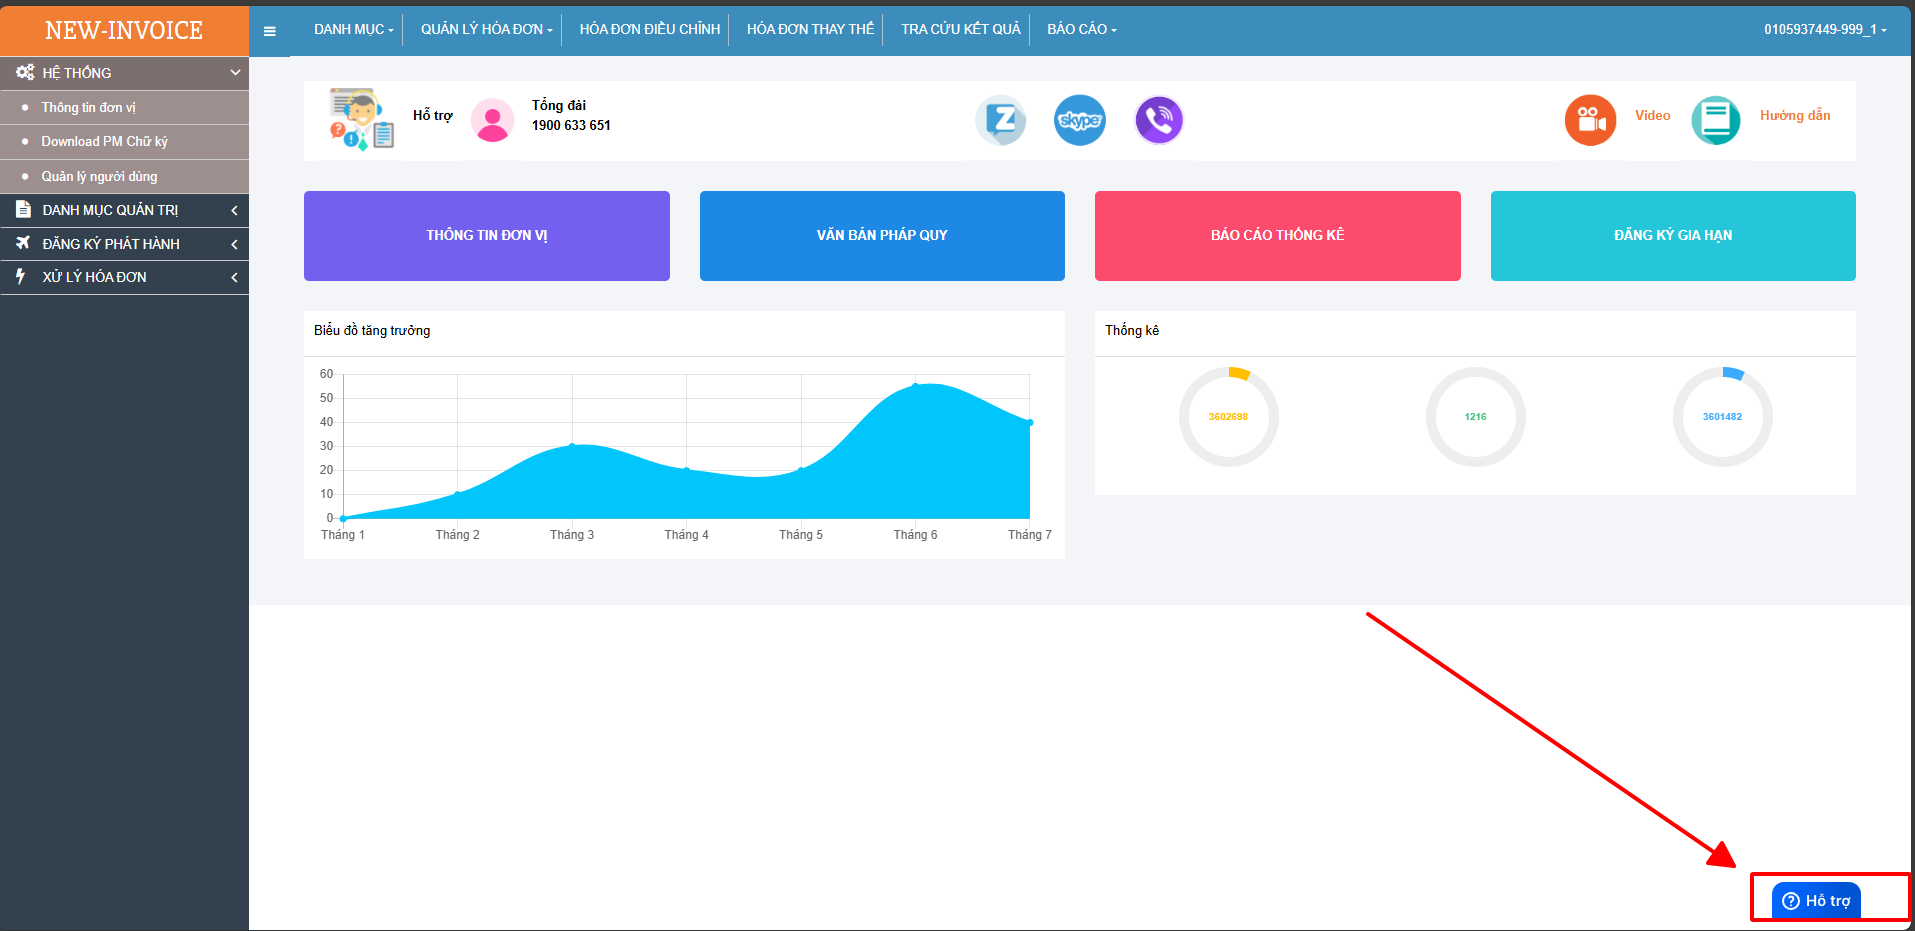 NEW-INVOICE
DANH MỤC
QUẢN LÝ HÓA ĐƠN
HÓA ĐƠN ĐIỀU CHỈNH
HÓA ĐƠN THAY THẾ
TRA CỨU KẾT QUẢ
BÁO CÁO
0105937449-999_1
HỆ THỐNG
Thông tin đơn vị
Download PM Chữ ký
Quản lý người dùng
DANH MỤC QUẢN TRỊ
ĐĂNG KÝ PHÁT HÀNH
XỬ LÝ HÓA ĐƠN
Hỗ trợ
Tổng đài
1900 633 651
Z
skype
Video
Hướng dẫn
THÔNG TIN ĐƠN VỊ
VĂN BẢN PHÁP QUY
BÁO CÁO THỐNG KÊ
ĐĂNG KÝ GIA HẠN
Biểu đồ tăng trưởng
60
50
40
30
20
10
0
Tháng 1
Tháng 2
Tháng 3
Tháng 4
Tháng 5
Tháng 6
Tháng 7
Thống kê
3602698
1216
3601482
Hỗ trợ